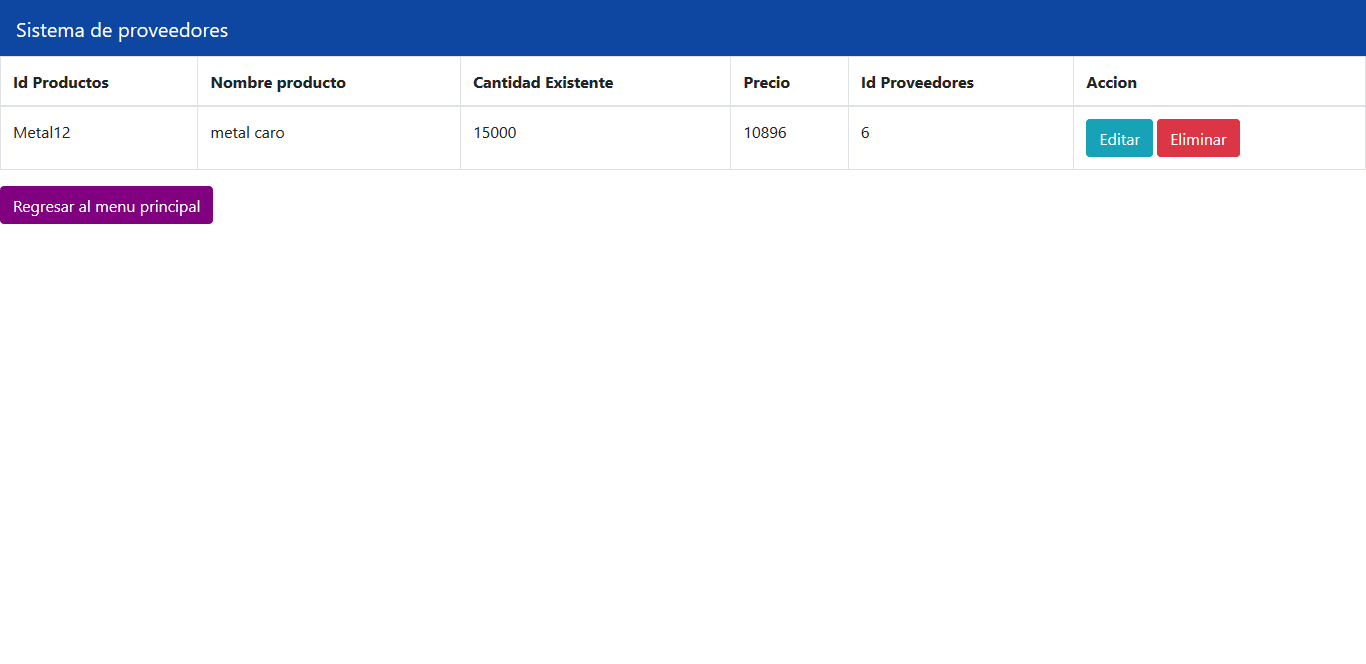 Sistema de proveedores
Id Productos Nombre producto Cantidad Existente Precio Id Proveedores Accion
Metal12 metal caro 15000 10896 6 Editar Eliminar
Regresar al menu principal